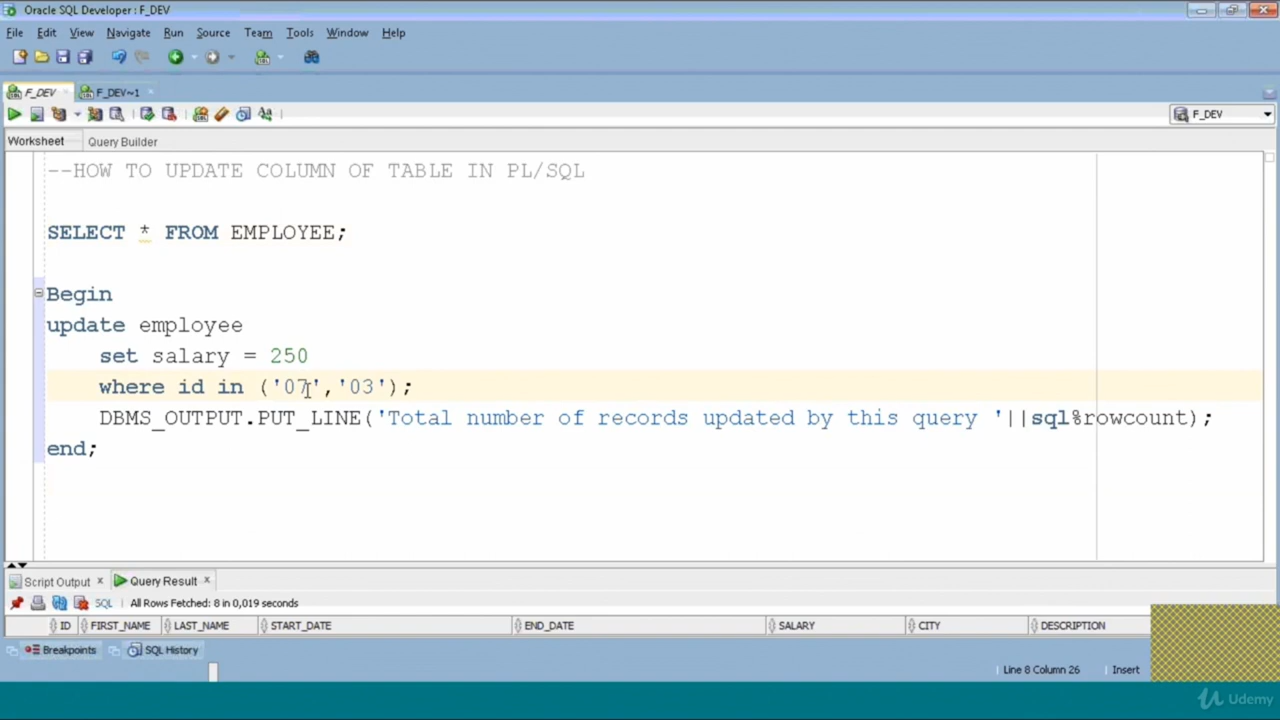 Oracle SQL Developer : F_DEV
File Edit View Navigate Run Source Team Tools Window Help
F_DEV F_DEV~1
F_DEV
Worksheet Query Builder
--HOW TO UPDATE COLUMN OF TABLE IN PL/SQL
SELECT * FROM EMPLOYEE;
Begin
update employee
set salary = 250
where id in ('07','03');
DBMS_OUTPUT.PUT_LINE('Total number of records updated by this query '||sql%rowcount);
end;
Script Output Query Result
SQL All Rows Fetched: 8 in 0,019 seconds
ID FIRST_NAME LAST_NAME START_DATE END_DATE SALARY CITY DESCRIPTION
Breakpoints SQL History
Line 8 Column 26 Insert
Udemy